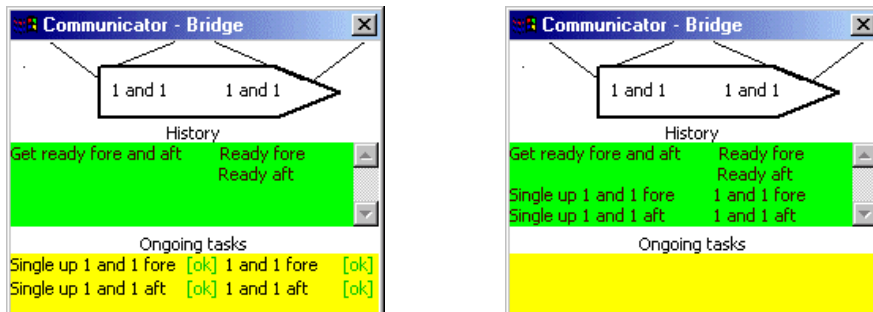 Communicator - Bridge
1 and 1 1 and 1
History
Get ready fore and aft Ready fore
Ready aft
Ongoing tasks
Single up 1 and 1 fore [ok] 1 and 1 fore [ok]
Single up 1 and 1 aft [ok] 1 and 1 aft [ok]
Communicator - Bridge
1 and 1 1 and 1
History
Get ready fore and aft Ready fore
Ready aft
Single up 1 and 1 fore 1 and 1 fore
Single up 1 and 1 aft 1 and 1 aft
Ongoing tasks